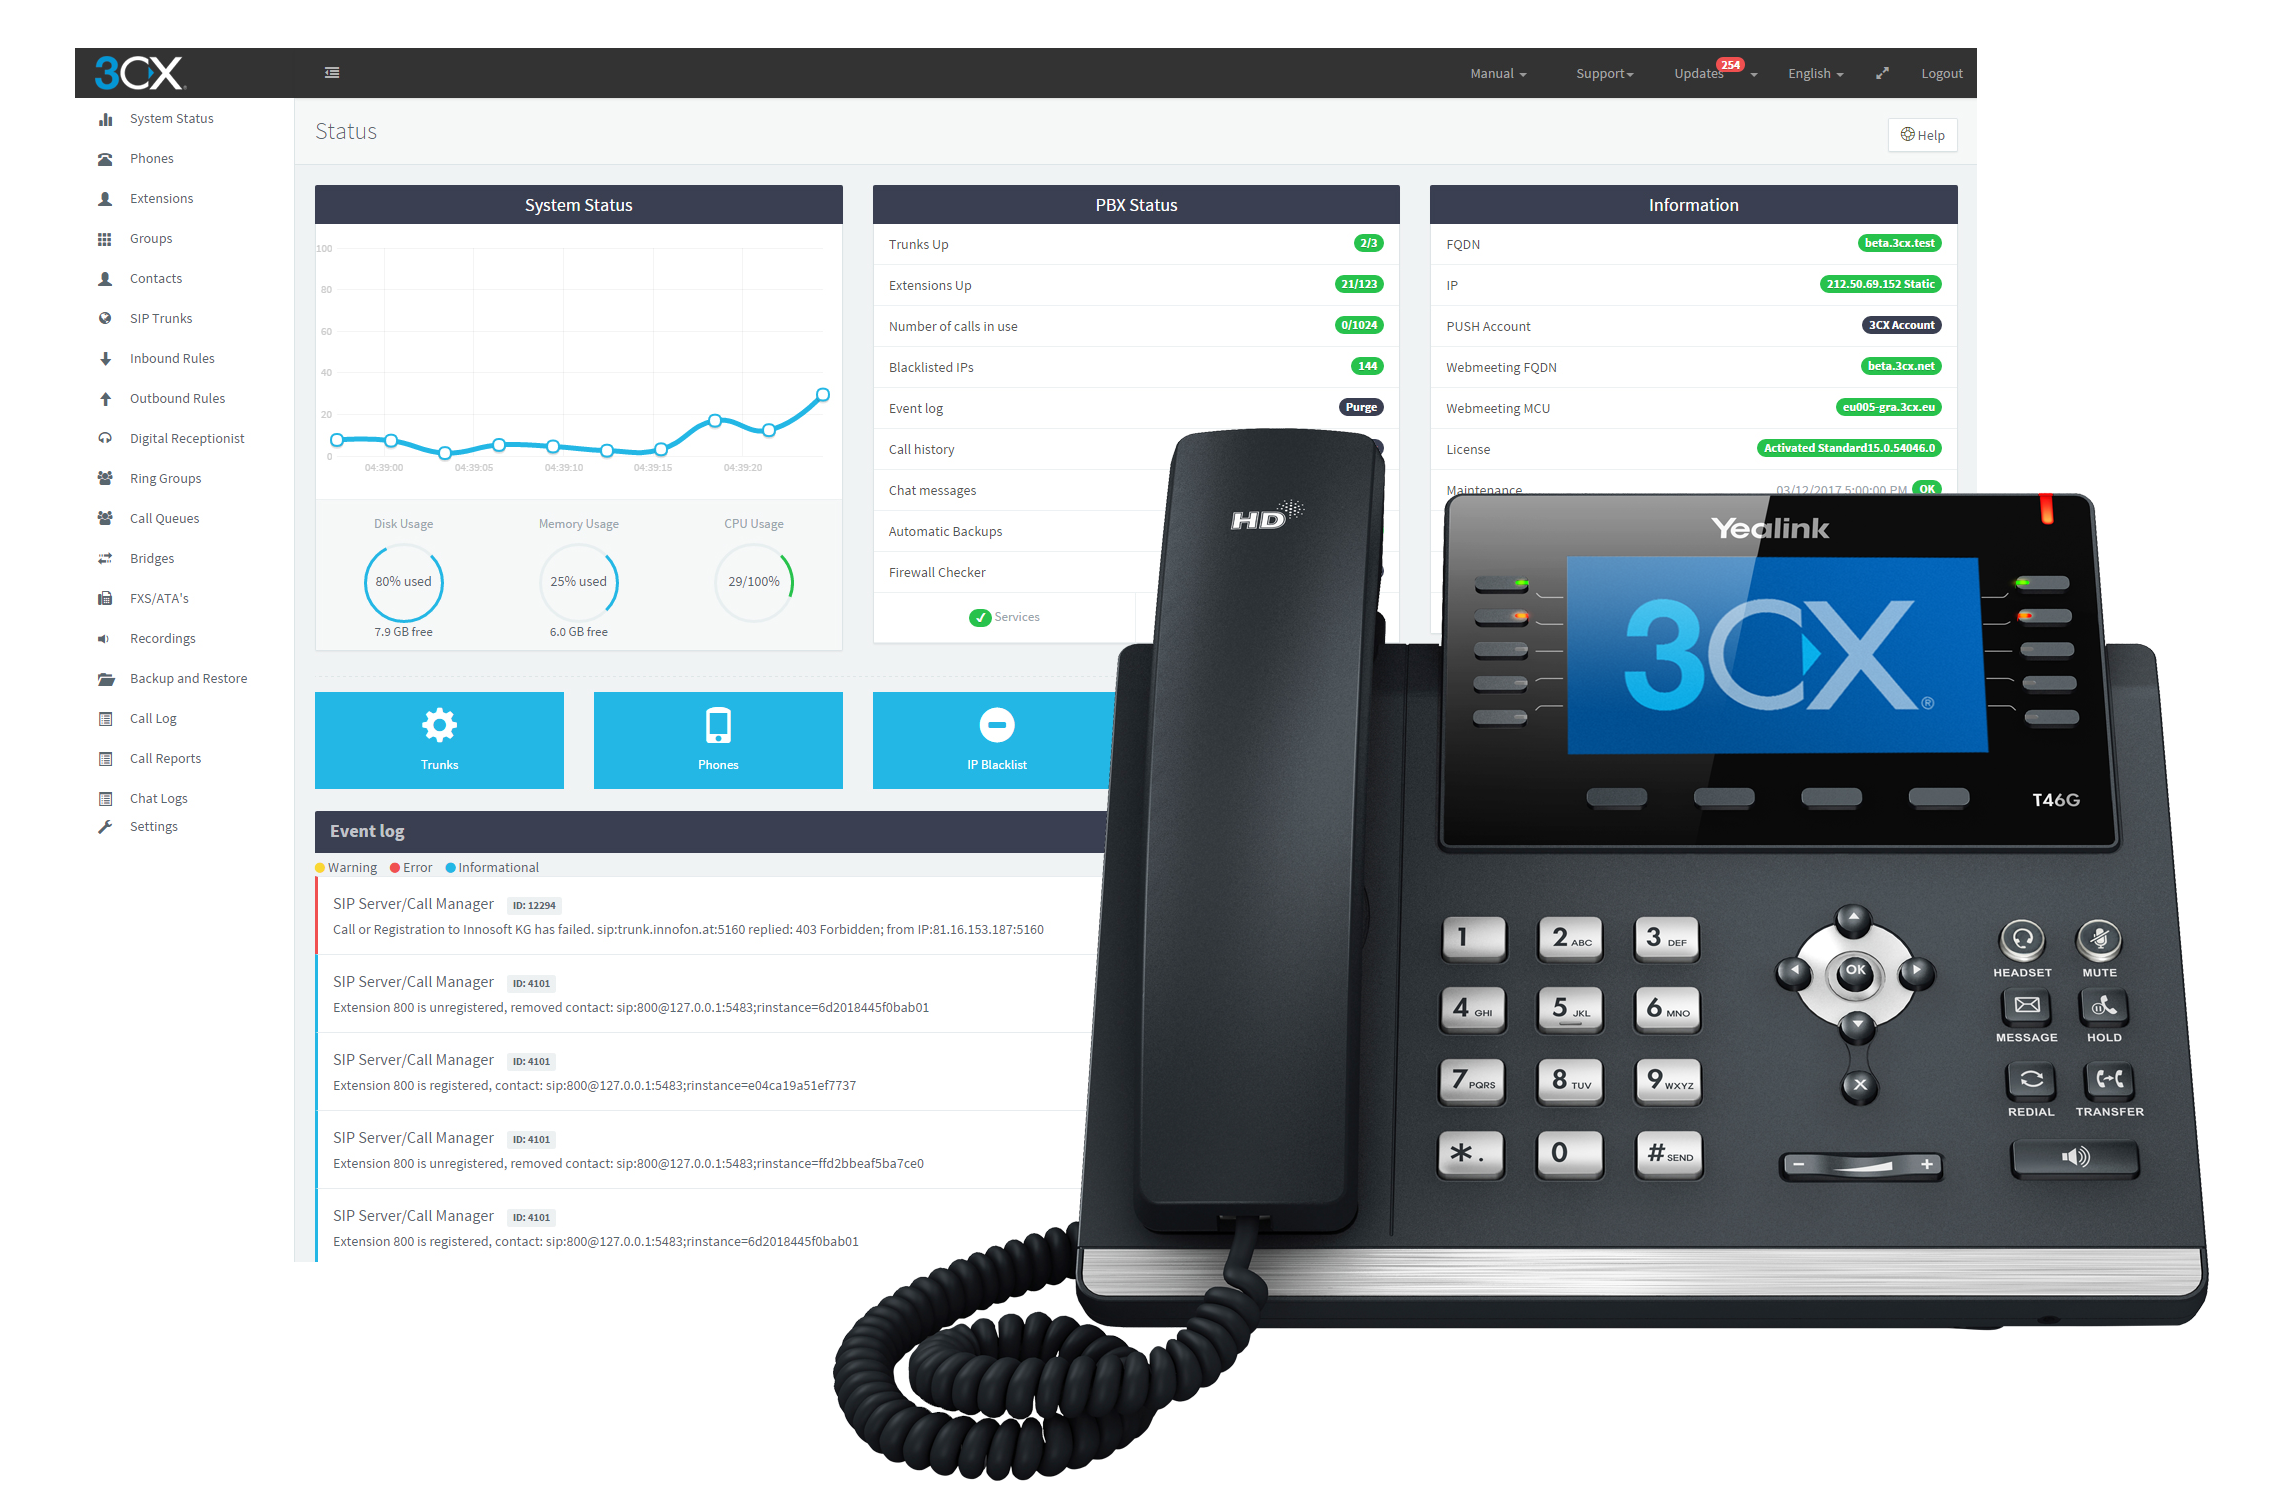 3CX
Manual
Support
Updates
254
English
Logout
System Status
Phones
Extensions
Groups
Contacts
SIP Trunks
Inbound Rules
Outbound Rules
Digital Receptionist
Ring Groups
Call Queues
Bridges
FXS/ATA's
Recordings
Backup and Restore
Call Log
Call Reports
Chat Logs
Settings
Status
Help
System Status
100
80
60
40
20
0
04:39:00 04:39:05 04:39:10 04:39:15 04:39:20
Disk Usage Memory Usage CPU Usage
80% used 25% used 29/100%
7.9 GB free 6.0 GB free
PBX Status
Trunks Up 2/3
Extensions Up 21/123
Number of calls in use 0/1024
Blacklisted IPs 144
Event log Purge
Call history
Chat messages
Automatic Backups
Firewall Checker
Services
Information
FQDN beta.3cx.test
IP 212.50.69.152 Static
PUSH Account 3CX Account
Webmeeting FQDN beta.3cx.net
Webmeeting MCU eu005-gra.3cx.eu
License Activated Standard15.0.54046.0
Maintenance 03/12/2017 5:00:00 PM OK
Trunks
Phones
IP Blacklist
Event log
Warning Error Informational
SIP Server/Call Manager ID: 12294
Call or Registration to Innosoft KG has failed. sip:trunk.innofon.at:5160 replied: 403 Forbidden; from IP:81.16.153.187:5160
SIP Server/Call Manager ID: 4101
Extension 800 is unregistered, removed contact: sip:800@127.0.0.1:5483;rinstance=6d2018445f0bab01
SIP Server/Call Manager ID: 4101
Extension 800 is registered, contact: sip:800@127.0.0.1:5483;rinstance=e04ca19a51ef7737
SIP Server/Call Manager ID: 4101
Extension 800 is unregistered, removed contact: sip:800@127.0.0.1:5483;rinstance=ffd2bbeaf5ba7ce0
SIP Server/Call Manager ID: 4101
Extension 800 is registered, contact: sip:800@127.0.0.1:5483;rinstance=6d2018445f0bab01
HD
Yealink
3CX®
T46G
1 2 ABC 3 DEF
4 GHI 5 JKL 6 MNO
7 PQRS 8 TUV 9 WXYZ
* . 0 # SEND
OK
X
HEADSET MUTE
MESSAGE HOLD
REDIAL TRANSFER
- +